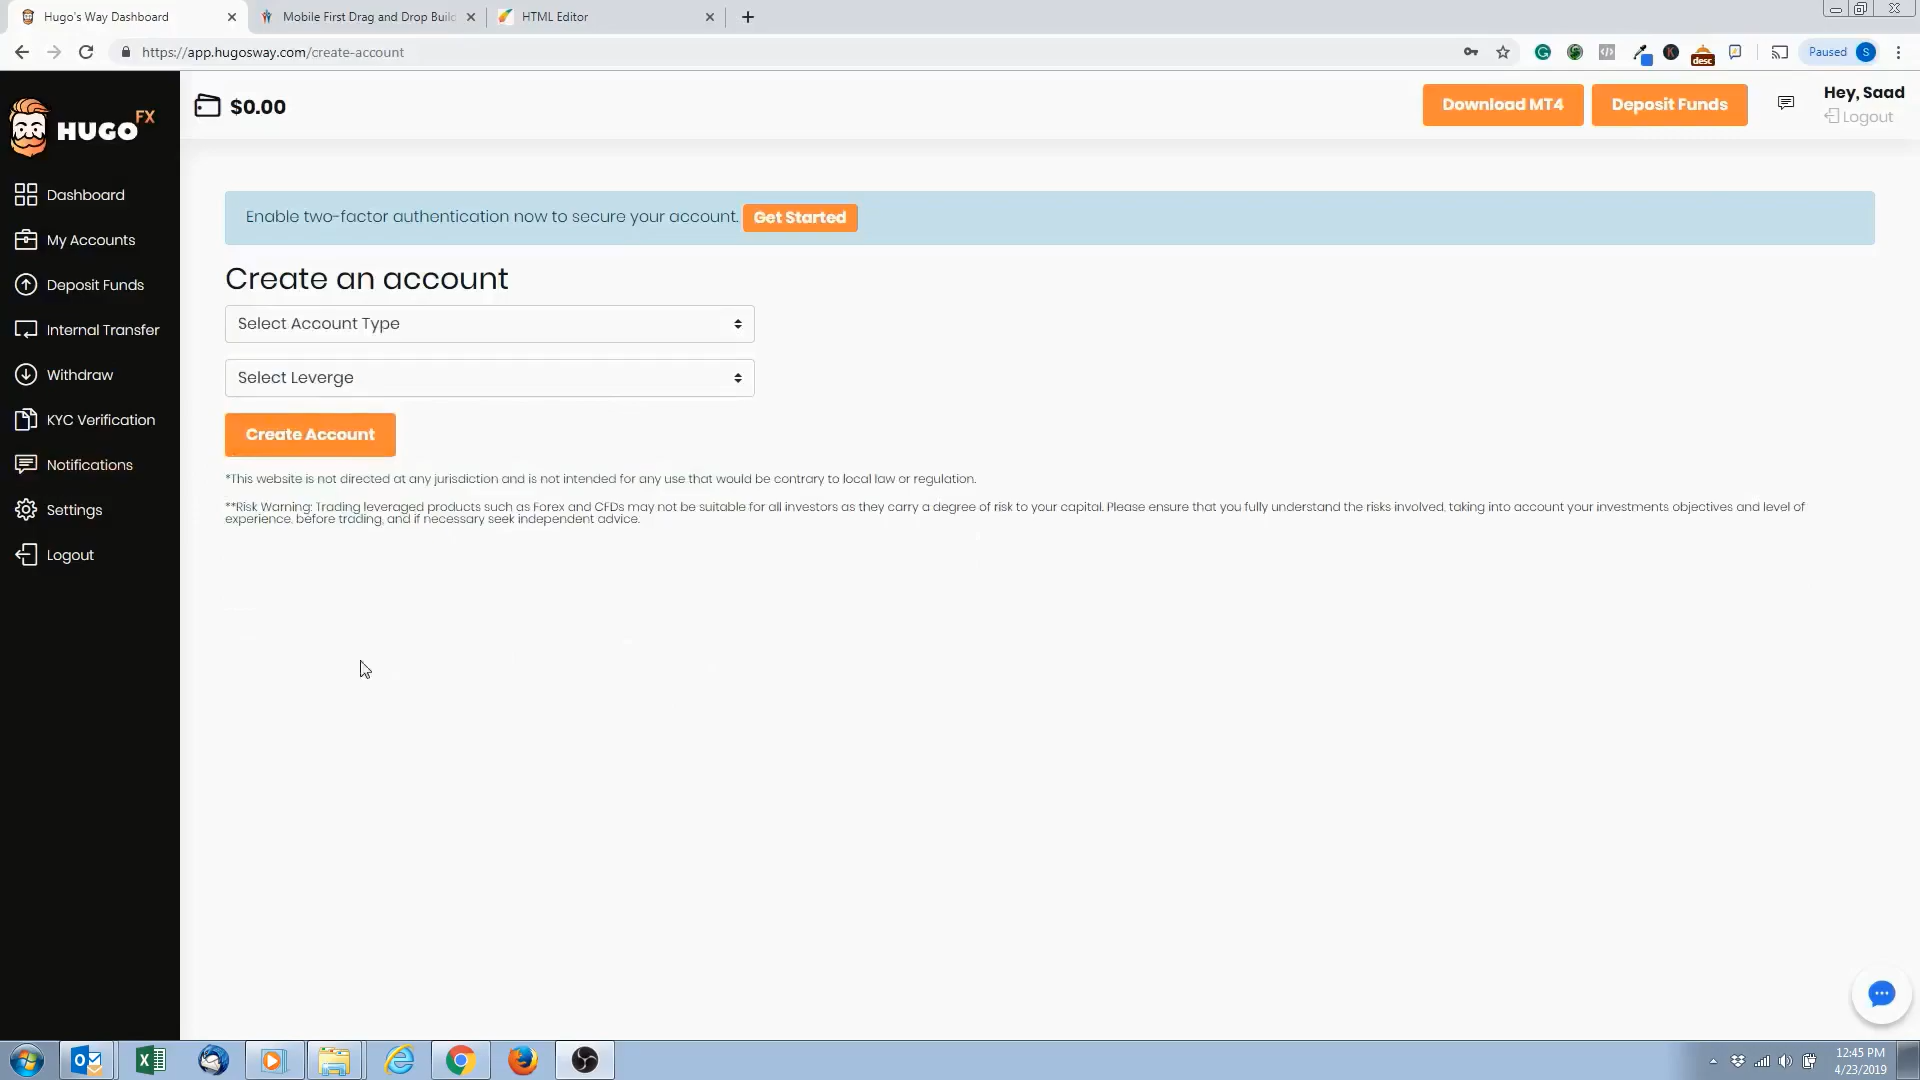 Hugo's Way Dashboard
Mobile First Drag and Drop Build
HTML Editor
https://app.hugosway.com/create-account
desc
Paused
S
HUGO FX
$0.00
Download MT4
Deposit Funds
Hey, Saad
Logout
Dashboard
My Accounts
Deposit Funds
Internal Transfer
Withdraw
KYC Verification
Notifications
Settings
Logout
Enable two-factor authentication now to secure your account. Get Started
Create an account
Select Account Type
Select Leverge
Create Account
*This website is not directed at any jurisdiction and is not intended for any use that would be contrary to local law or regulation.
**Risk Warning: Trading leveraged products such as Forex and CFDs may not be suitable for all investors as they carry a degree of risk to your capital. Please ensure that you fully understand the risks involved, taking into account your investments objectives and level of
experience, before trading, and if necessary seek independent advice.
12:45 PM
4/23/2019